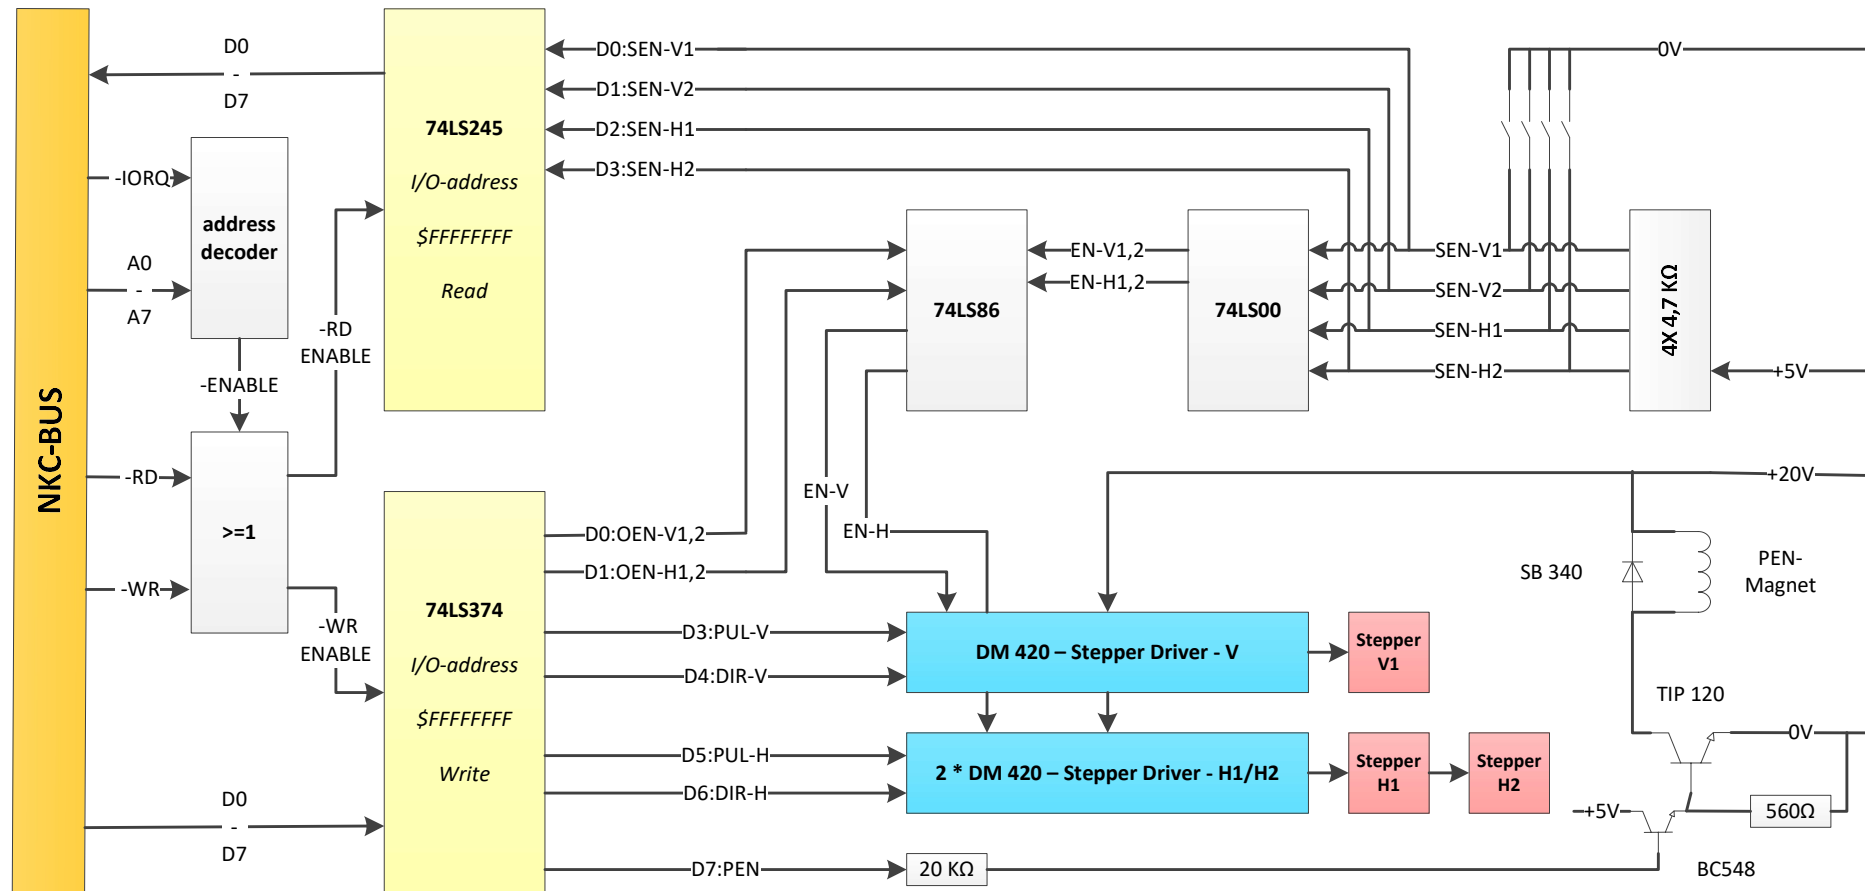 NKC-BUS
D0
-
D7
-IORQ
A0
-
A7
address
decoder
-ENABLE
-RD
-WR
>=1
-RD
ENABLE
-WR
ENABLE
D0
-
D7
74LS245
I/O-address
$FFFFFFFF
Read
74LS374
I/O-address
$FFFFFFFF
Write
D0:SEN-V1
D1:SEN-V2
D2:SEN-H1
D3:SEN-H2
D0:OEN-V1,2
D1:OEN-H1,2
D3:PUL-V
D4:DIR-V
D5:PUL-H
D6:DIR-H
D7:PEN
74LS86
EN-V1,2
EN-H1,2
74LS00
SEN-V1
SEN-V2
SEN-H1
SEN-H2
4X 4,7 KΩ
0V
+5V
EN-V
EN-H
+20V
DM 420 – Stepper Driver - V
Stepper
V1
2 * DM 420 – Stepper Driver - H1/H2
Stepper
H1
Stepper
H2
20 KΩ
SB 340
PEN-
Magnet
TIP 120
0V
+5V
560Ω
BC548